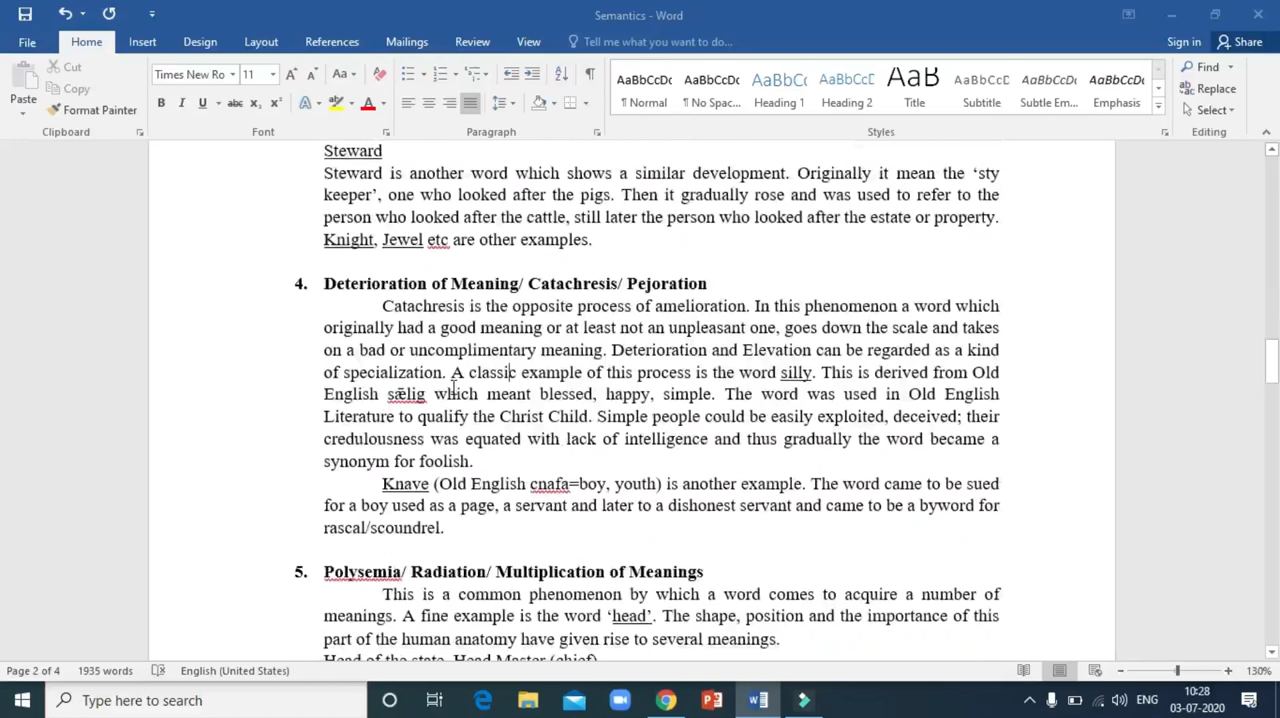 Semantics - Word
File Home Insert Design Layout References Mailings Review View Tell me what you want to do... Sign in Share
Paste Cut Copy Format Painter
Times New Ro 11
AaBbCcDc AaBbCcDc AaBbCc AaBbCcE AaB AaBbCcD AaBbCcDc AaBbCcDc
¶ Normal ¶ No Spac... Heading 1 Heading 2 Title Subtitle Subtle Em... Emphasis
Find Replace Select
Clipboard Font Paragraph Styles Editing
Steward
Steward is another word which shows a similar development. Originally it mean the ‘sty
keeper’, one who looked after the pigs. Then it gradually rose and was used to refer to the
person who looked after the cattle, still later the person who looked after the estate or property.
Knight, Jewel etc are other examples.
4. Deterioration of Meaning/ Catachresis/ Pejoration
Catachresis is the opposite process of amelioration. In this phenomenon a word which
originally had a good meaning or at least not an unpleasant one, goes down the scale and takes
on a bad or uncomplimentary meaning. Deterioration and Elevation can be regarded as a kind
of specialization. A classic example of this process is the word silly. This is derived from Old
English sǣlig which meant blessed, happy, simple. The word was used in Old English
Literature to qualify the Christ Child. Simple people could be easily exploited, deceived; their
credulousness was equated with lack of intelligence and thus gradually the word became a
synonym for foolish.
Knave (Old English cnafa=boy, youth) is another example. The word came to be sued
for a boy used as a page, a servant and later to a dishonest servant and came to be a byword for
rascal/scoundrel.
5. Polysemia/ Radiation/ Multiplication of Meanings
This is a common phenomenon by which a word comes to acquire a number of
meanings. A fine example is the word ‘head’. The shape, position and the importance of this
part of the human anatomy have given rise to several meanings.
Head of the state, Head Master (chief)
Page 2 of 4 1935 words English (United States) 130%
Type here to search ENG 10:28
03-07-2020